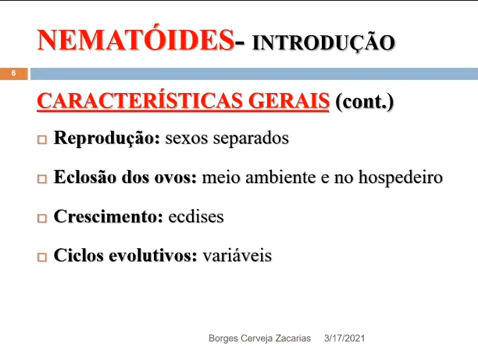 NEMATÓIDES- INTRODUÇÃO
6
CARACTERÍSTICAS GERAIS (cont.)
Reprodução: sexos separados
Eclosão dos ovos: meio ambiente e no hospedeiro
Crescimento: ecdises
Ciclos evolutivos: variáveis
Borges Cerveja Zacarias 3/17/2021